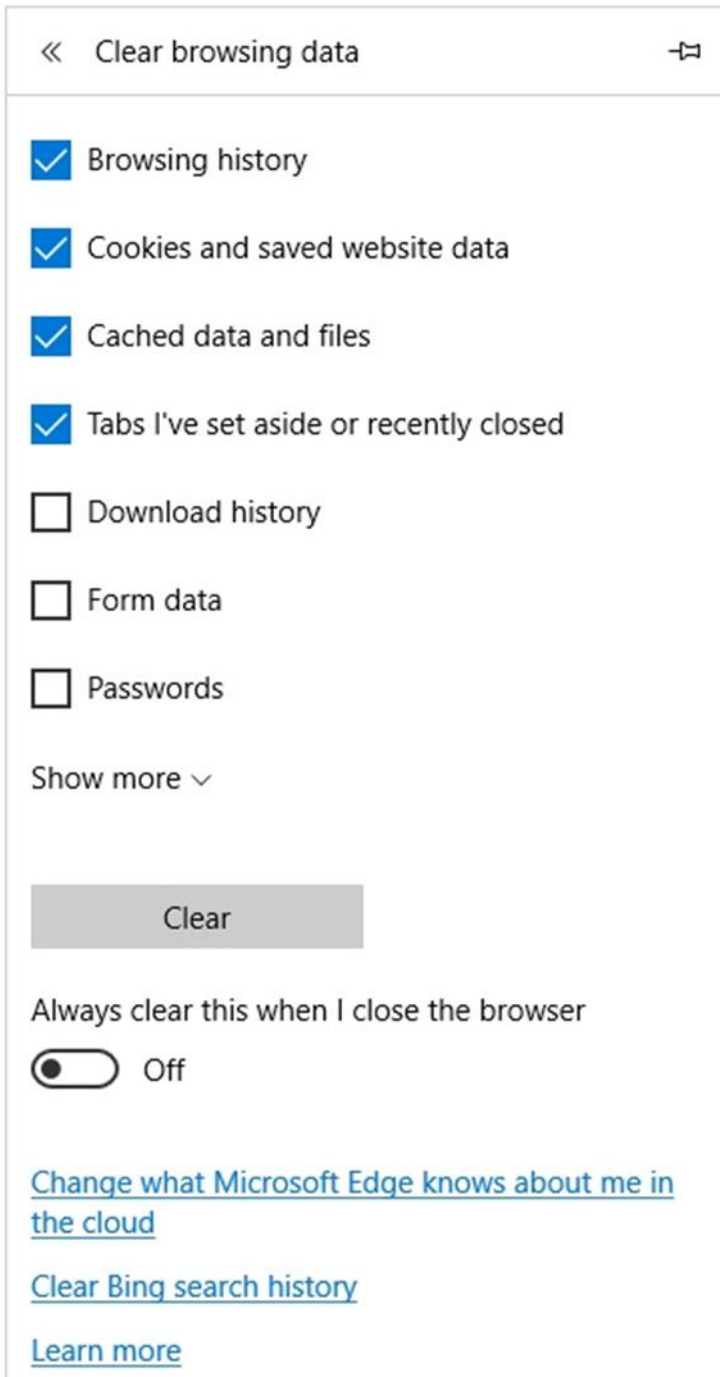 Clear browsing data
Browsing history
Cookies and saved website data
Cached data and files
Tabs I've set aside or recently closed
Download history
Form data
Passwords
Show more
Clear
Always clear this when I close the browser
Off
Change what Microsoft Edge knows about me in
the cloud
Clear Bing search history
Learn more